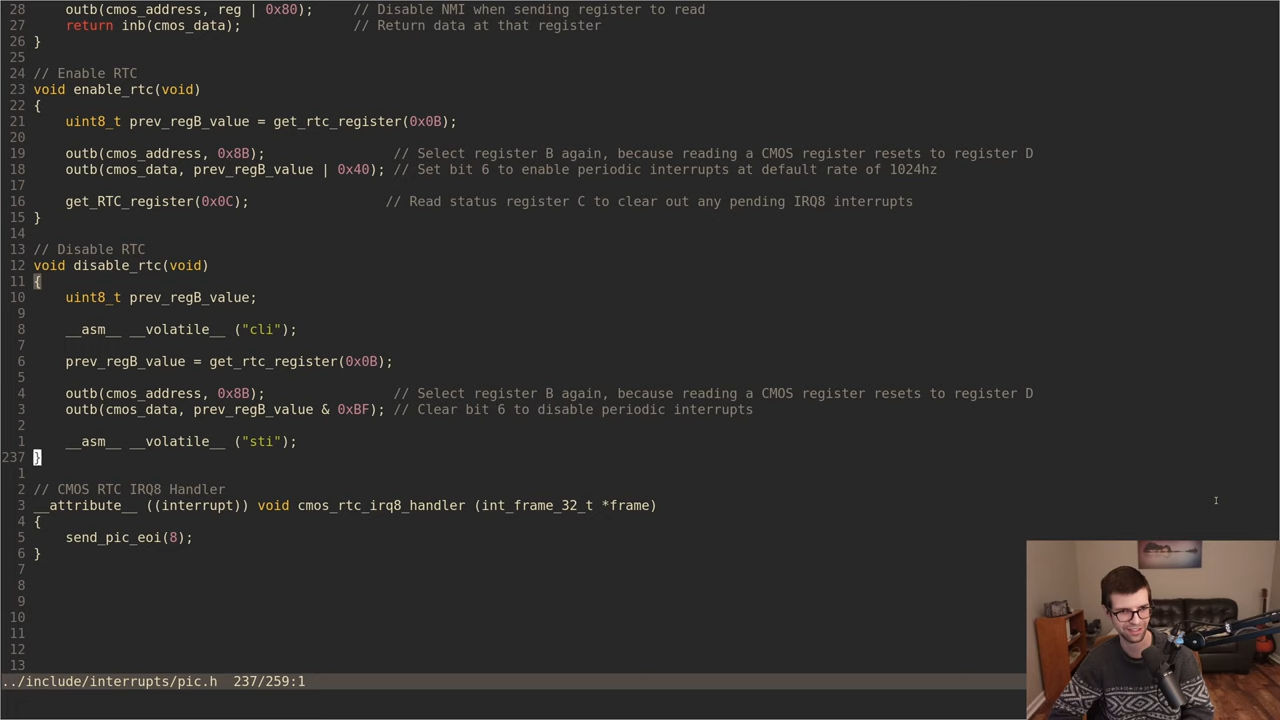 28     outb(cmos_address, reg | 0x80);     // Disable NMI when sending register to read
27     return inb(cmos_data);              // Return data at that register
26 }
25
24 // Enable RTC
23 void enable_rtc(void)
22 {
21     uint8_t prev_regB_value = get_rtc_register(0x0B);
20
19     outb(cmos_address, 0x8B);                // Select register B again, because reading a CMOS register resets to register D
18     outb(cmos_data, prev_regB_value | 0x40); // Set bit 6 to enable periodic interrupts at default rate of 1024hz
17
16     get_RTC_register(0x0C);                 // Read status register C to clear out any pending IRQ8 interrupts
15 }
14
13 // Disable RTC
12 void disable_rtc(void)
11 {
10     uint8_t prev_regB_value;
9
8     __asm__ __volatile__ ("cli");
7
6     prev_regB_value = get_rtc_register(0x0B);
5
4     outb(cmos_address, 0x8B);                // Select register B again, because reading a CMOS register resets to register D
3     outb(cmos_data, prev_regB_value & 0xBF); // Clear bit 6 to disable periodic interrupts
2
1     __asm__ __volatile__ ("sti");
237 }
1
2 // CMOS RTC IRQ8 Handler
3 __attribute__ ((interrupt)) void cmos_rtc_irq8_handler (int_frame_32_t *frame)
4 {
5     send_pic_eoi(8);
6 }
7
8
9
10
11
12
13
../include/interrupts/pic.h  237/259:1